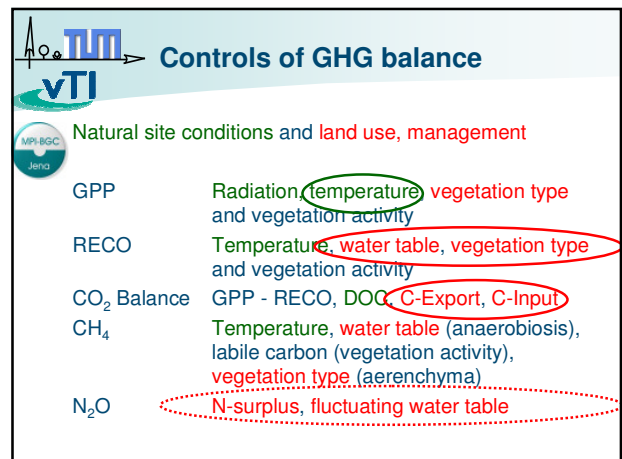 TUM
vTI
Controls of GHG balance
MPI-BGC
Jena
Natural site conditions and land use, management
GPP Radiation, temperature, vegetation type
and vegetation activity
RECO Temperature, water table, vegetation type
and vegetation activity
CO₂ Balance GPP - RECO, DOC, C-Export, C-Input
CH₄ Temperature, water table (anaerobiosis),
labile carbon (vegetation activity),
vegetation type (aerenchyma)
N₂O N-surplus, fluctuating water table